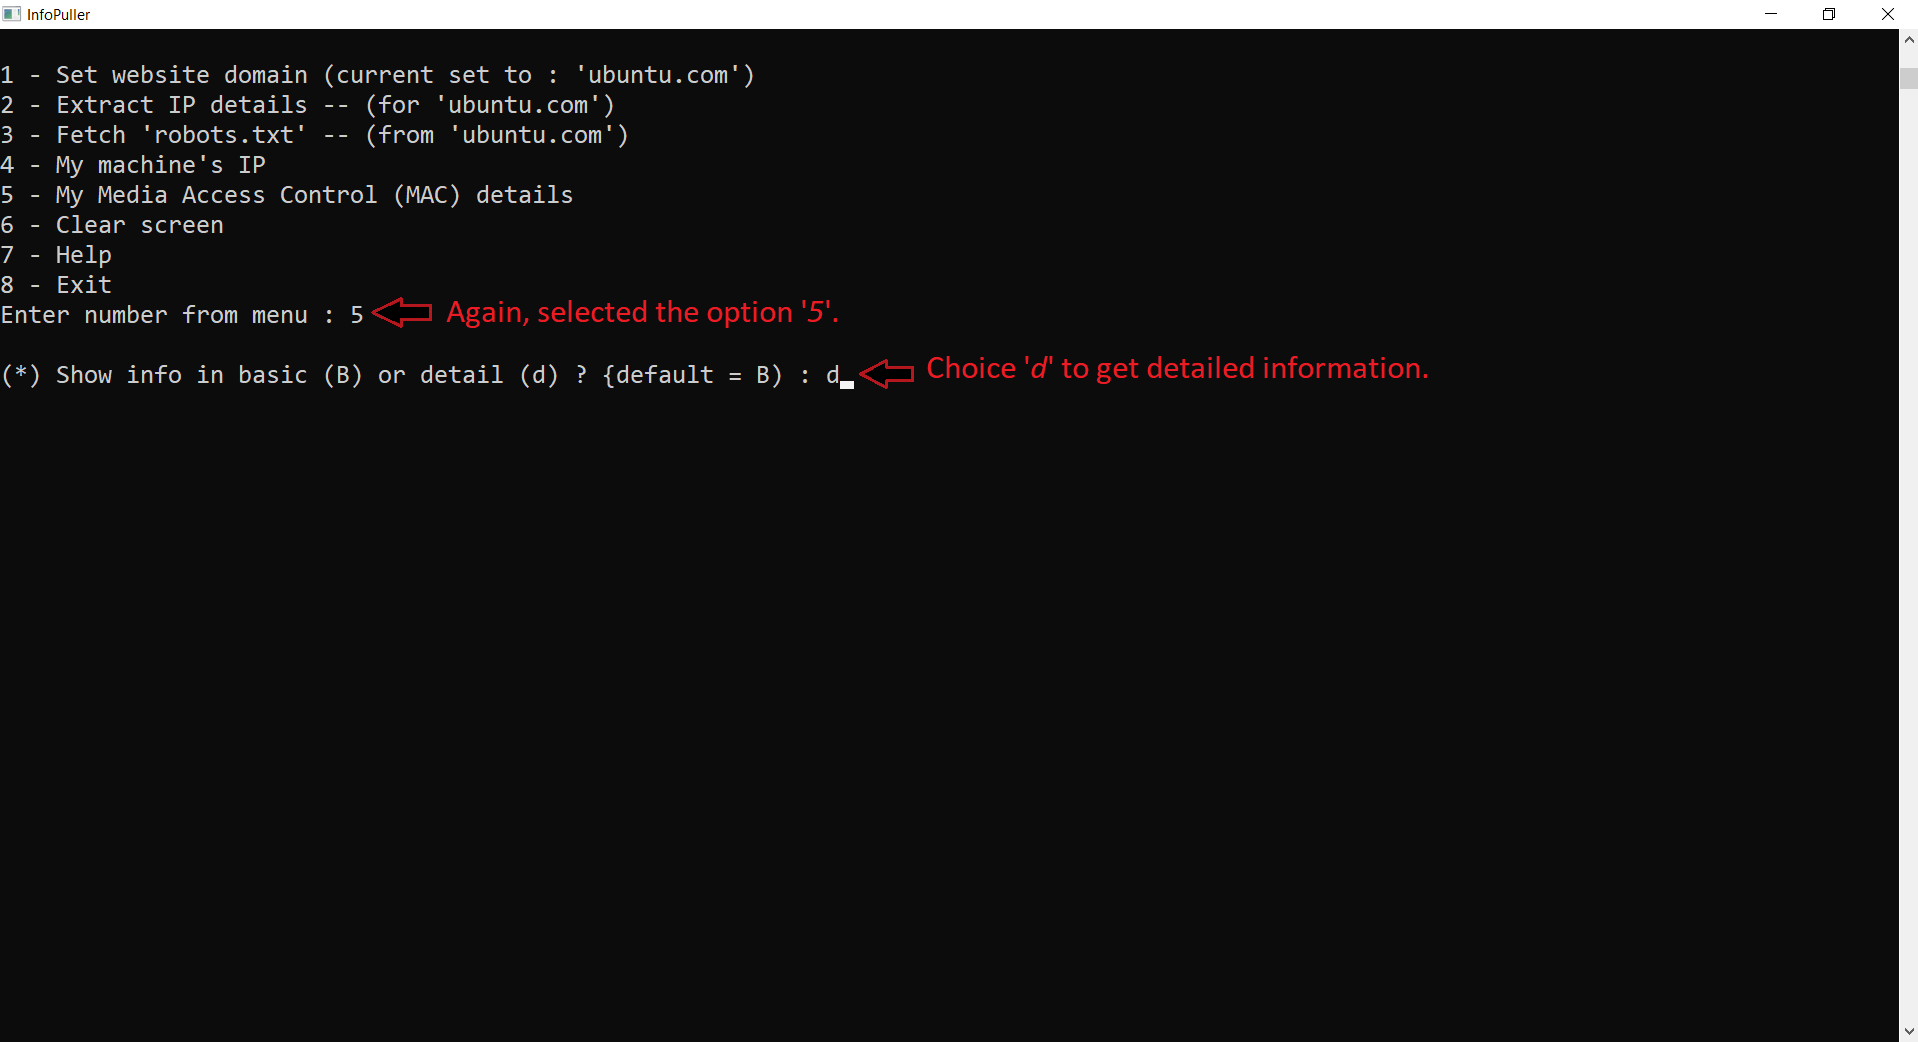 InfoPuller
1 - Set website domain (current set to : 'ubuntu.com')
2 - Extract IP details -- (for 'ubuntu.com')
3 - Fetch 'robots.txt' -- (from 'ubuntu.com')
4 - My machine's IP
5 - My Media Access Control (MAC) details
6 - Clear screen
7 - Help
8 - Exit
Enter number from menu : 5 Again, selected the option '5'.
(*) Show info in basic (B) or detail (d) ? {default = B) : d Choice 'd' to get detailed information.